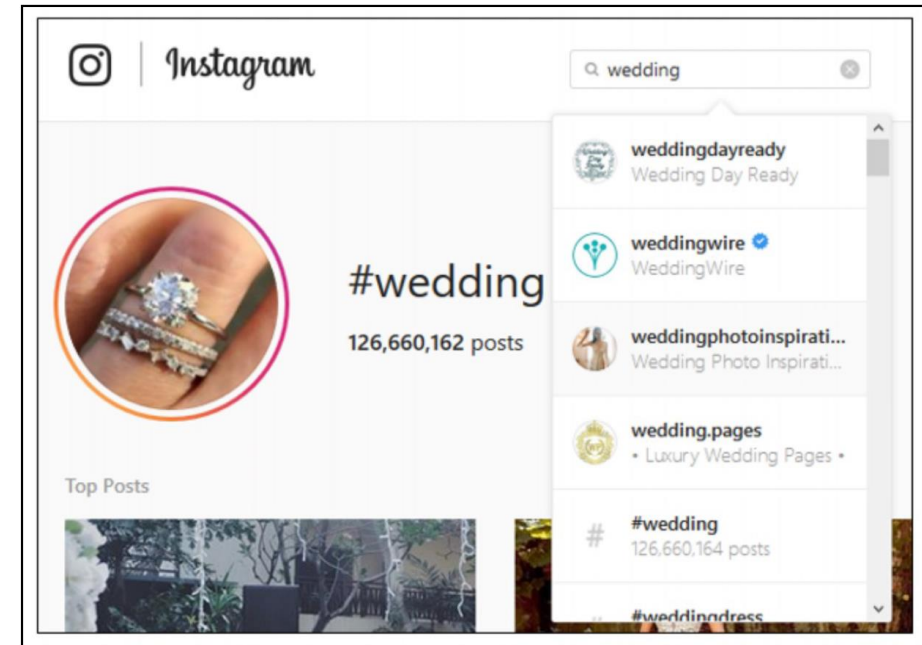 Instagram
wedding
#wedding
126,660,162 posts
Top Posts
weddingdayready
Wedding Day Ready
weddingwire
WeddingWire
weddingphotoinspirati...
Wedding Photo Inspirati...
wedding.pages
• Luxury Wedding Pages •
# #wedding
126,660,164 posts
#weddingdress